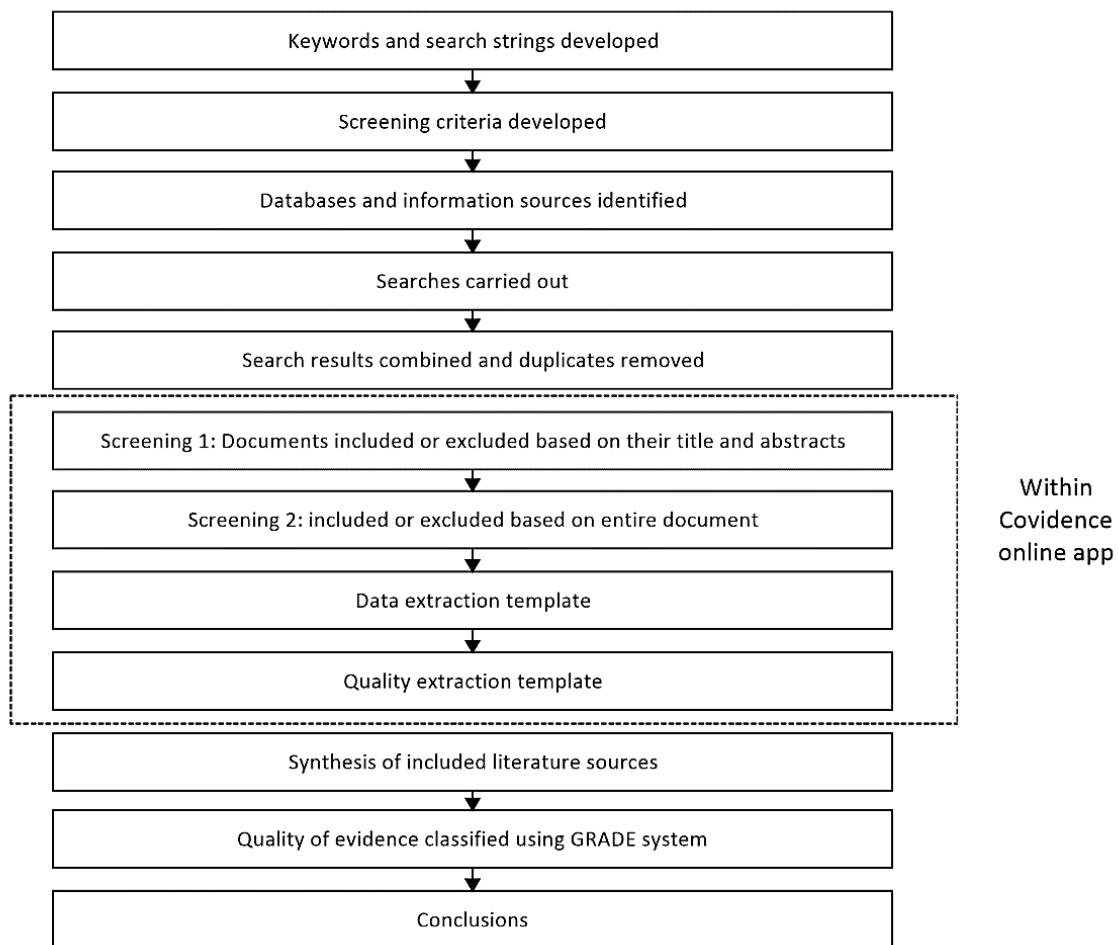 Keywords and search strings developed
Screening criteria developed
Databases and information sources identified
Searches carried out
Search results combined and duplicates removed
Screening 1: Documents included or excluded based on their title and abstracts
Screening 2: included or excluded based on entire document
Data extraction template
Quality extraction template
Within
Covidence
online app
Synthesis of included literature sources
Quality of evidence classified using GRADE system
Conclusions